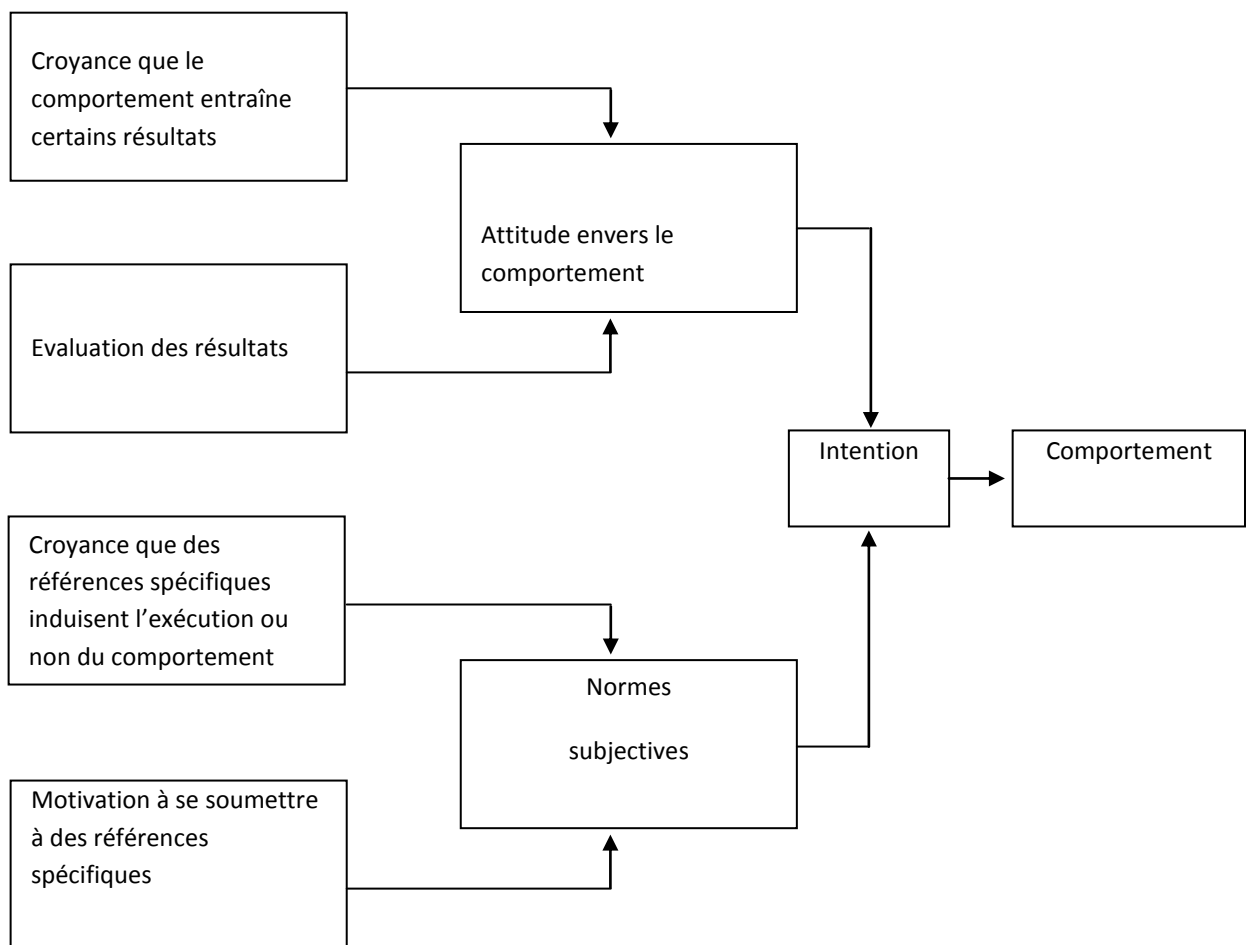 Croyance que le
comportement entraîne
certains résultats
Attitude envers le
comportement
Evaluation des résultats
Intention
Comportement
Croyance que des
références spécifiques
induisent l’exécution ou
non du comportement
Normes
subjectives
Motivation à se soumettre
à des références
spécifiques